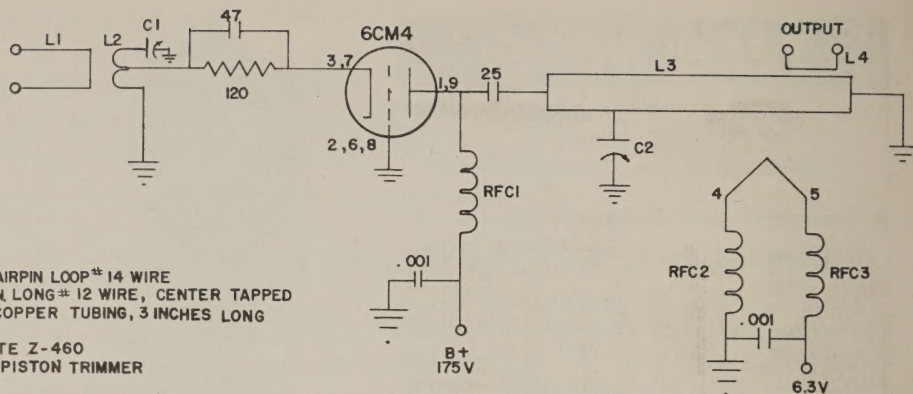 47
C1
6CM4
OUTPUT
L1
L2
3,7
1,9
25
L3
L4
120
2,6,8
C2
RFC1
4
5
RFC2
RFC3
.001
.001
B+
175V
6.3V
AIRPIN LOOP # 14 WIRE
LONG # 12 WIRE, CENTER TAPPED
COPPER TUBING, 3 INCHES LONG
TE Z-460
PISTON TRIMMER